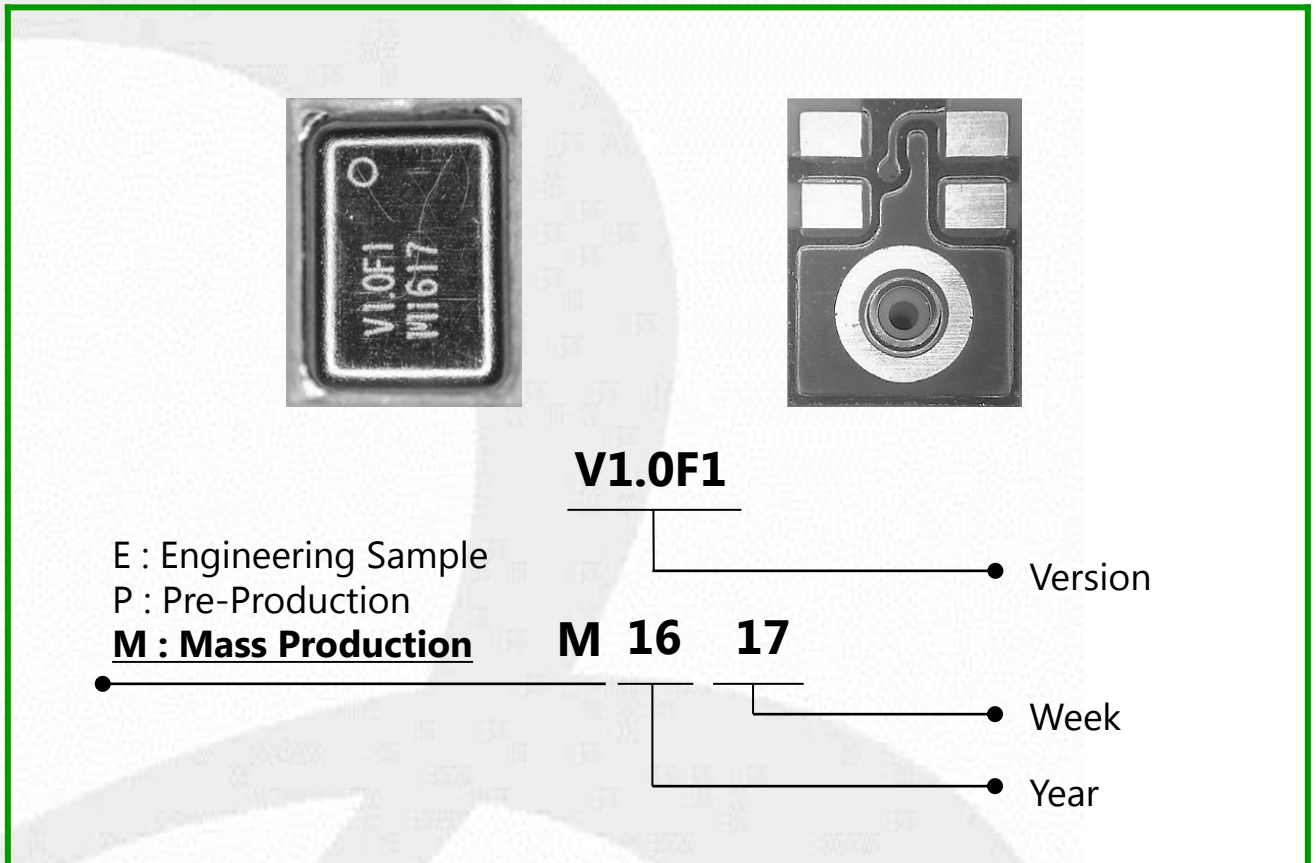 V1.0F1
M1617
V1.0F1
Version
E : Engineering Sample
P : Pre-Production
M : Mass Production
M 16 17
Week
Year